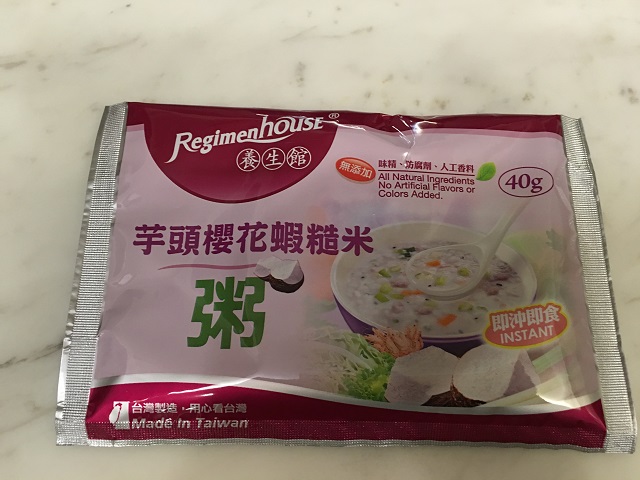 RegimenHOUSE®
養生館
無添加
味精、防腐劑、人工香料
All Natural Ingredients
No Artificial Flavors or
Colors Added.
40g
芋頭櫻花蝦糙米
粥
即沖即食
INSTANT
台灣製造，用心看台灣
Made in Taiwan